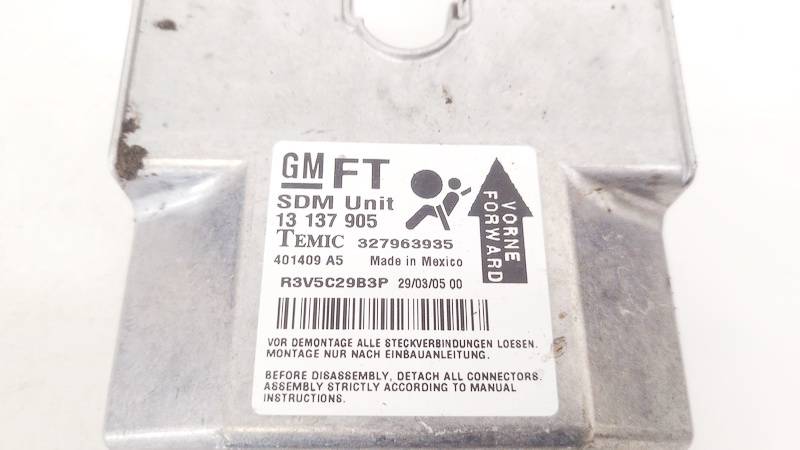 GM FT
SDM Unit
13 137 905
TEMIC 327963935
401409 A5 Made in Mexico
R3V5C29B3P 29/03/05 00
VORNE
FORWARD
VOR DEMONTAGE ALLE STECKVERBINDUNGEN LOESEN.
MONTAGE NUR NACH EINBAUANLEITUNG.
BEFORE DISASSEMBLY, DETACH ALL CONNECTORS.
ASSEMBLY STRICTLY ACCORDING TO MANUAL
INSTRUCTIONS.